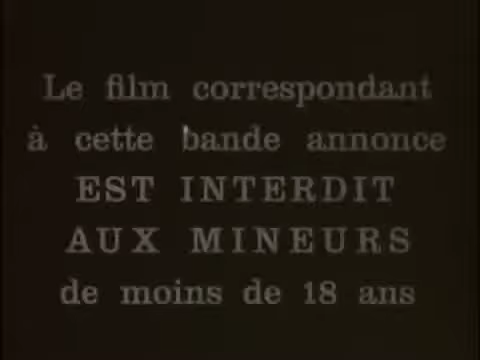 Le film correspondant
à cette bande annonce
EST INTERDIT
AUX MINEURS
de moins de 18 ans